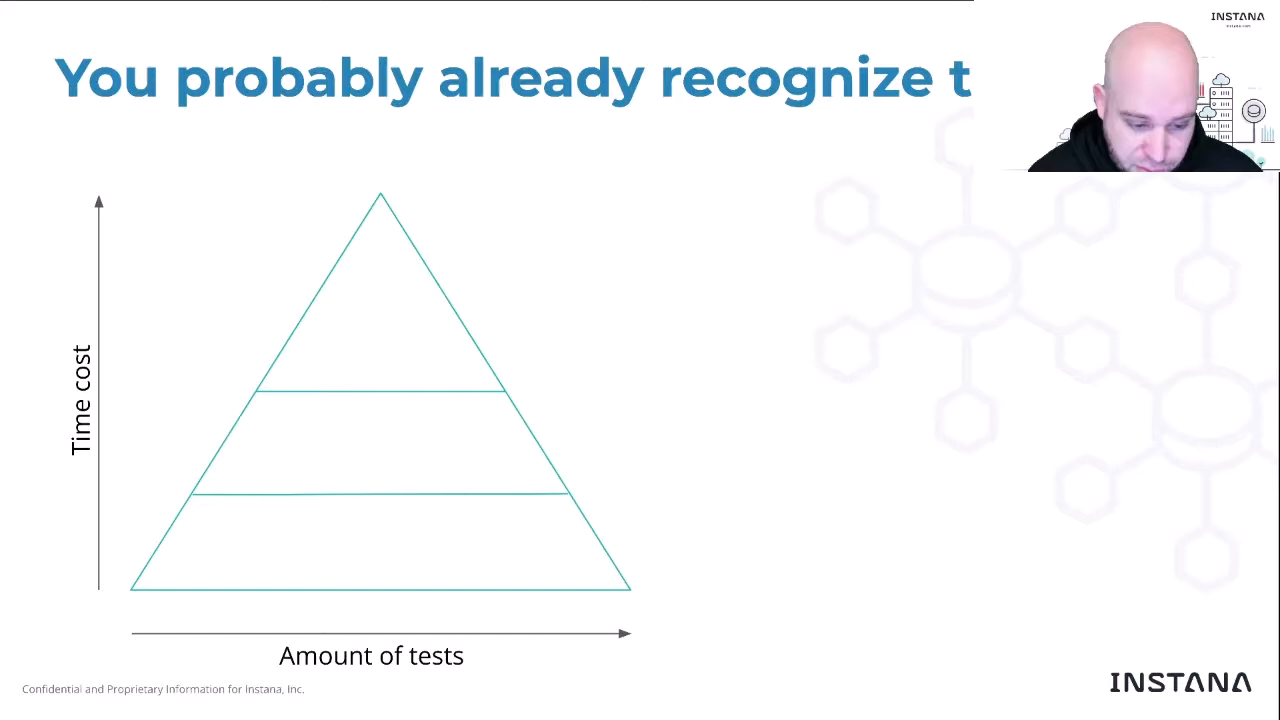 You probably already recognize t
INSTANA
Time cost
Amount of tests
Confidential and Proprietary Information for Instana, Inc.
INSTANA